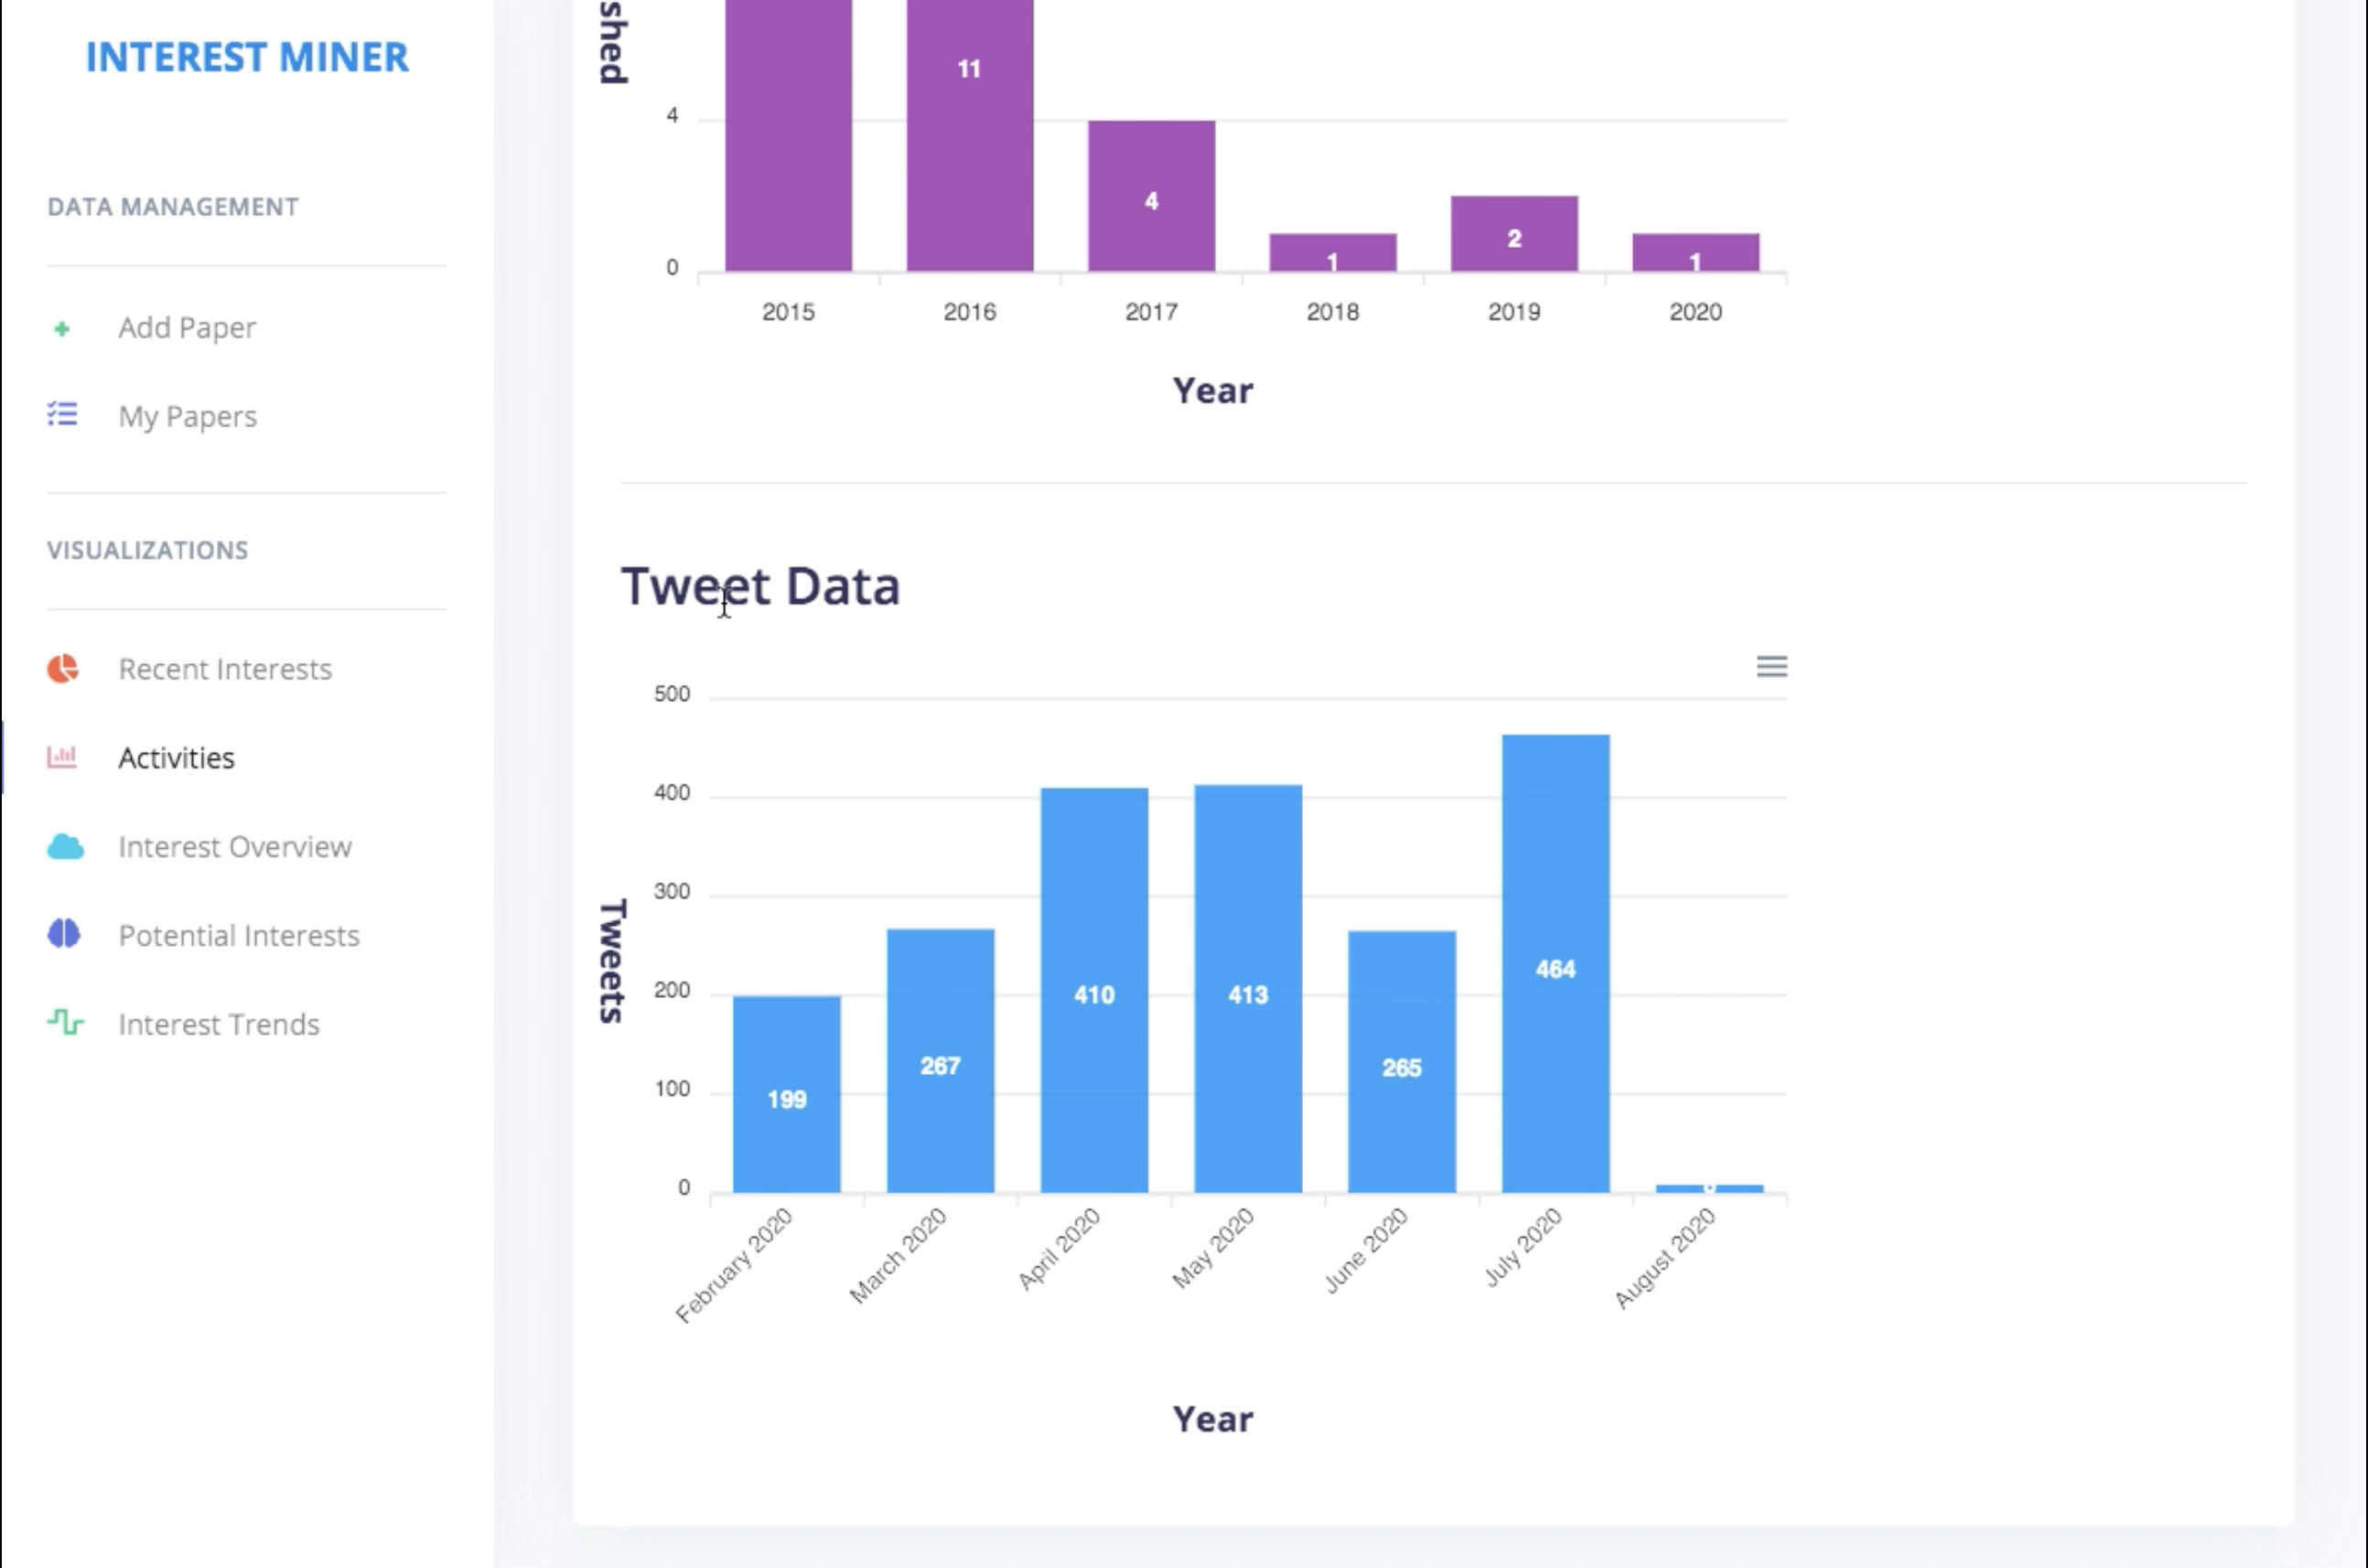 INTEREST MINER
DATA MANAGEMENT
Add Paper
My Papers
VISUALIZATIONS
Recent Interests
Activities
Interest Overview
Potential Interests
Interest Trends
shed
11
4
4
1
2
1
0
2015 2016 2017 2018 2019 2020
Year
Tweet Data
500
400
300
200
100
0
Tweets
199
267
410
413
265
464
February 2020
March 2020
April 2020
May 2020
June 2020
July 2020
August 2020
Year